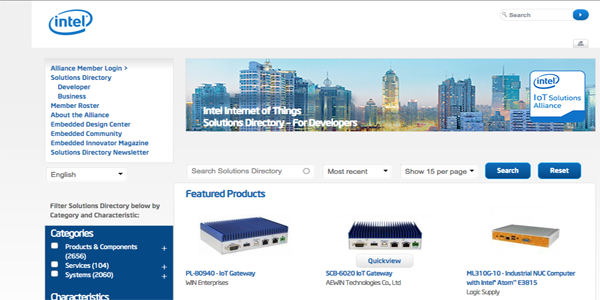 intel
Search
Alliance Member Login >
Solutions Directory
Developer
Business
Member Roster
About the Alliance
Embedded Design Center
Embedded Community
Embedded Innovator Magazine
Solutions Directory Newsletter
Intel Internet of Things
Solutions Directory – For Developers
intel
IoT Solutions
Alliance
English
Search Solutions Directory
Most recent
Show 15 per page
Search
Reset
Filter Solutions Directory below by
Category and Characteristic:
Categories
Products & Components +
(2656)
Services (104) +
Systems (2060) +
Characteristics
Featured Products
PL-80940 - IoT Gateway
WIN Enterprises
Quickview
SCB-6020 IoT Gateway
AEWIN Technologies Co., Ltd
ML310G-10 - Industrial NUC Computer
with Intel® Atom™ E3815
Logic Supply